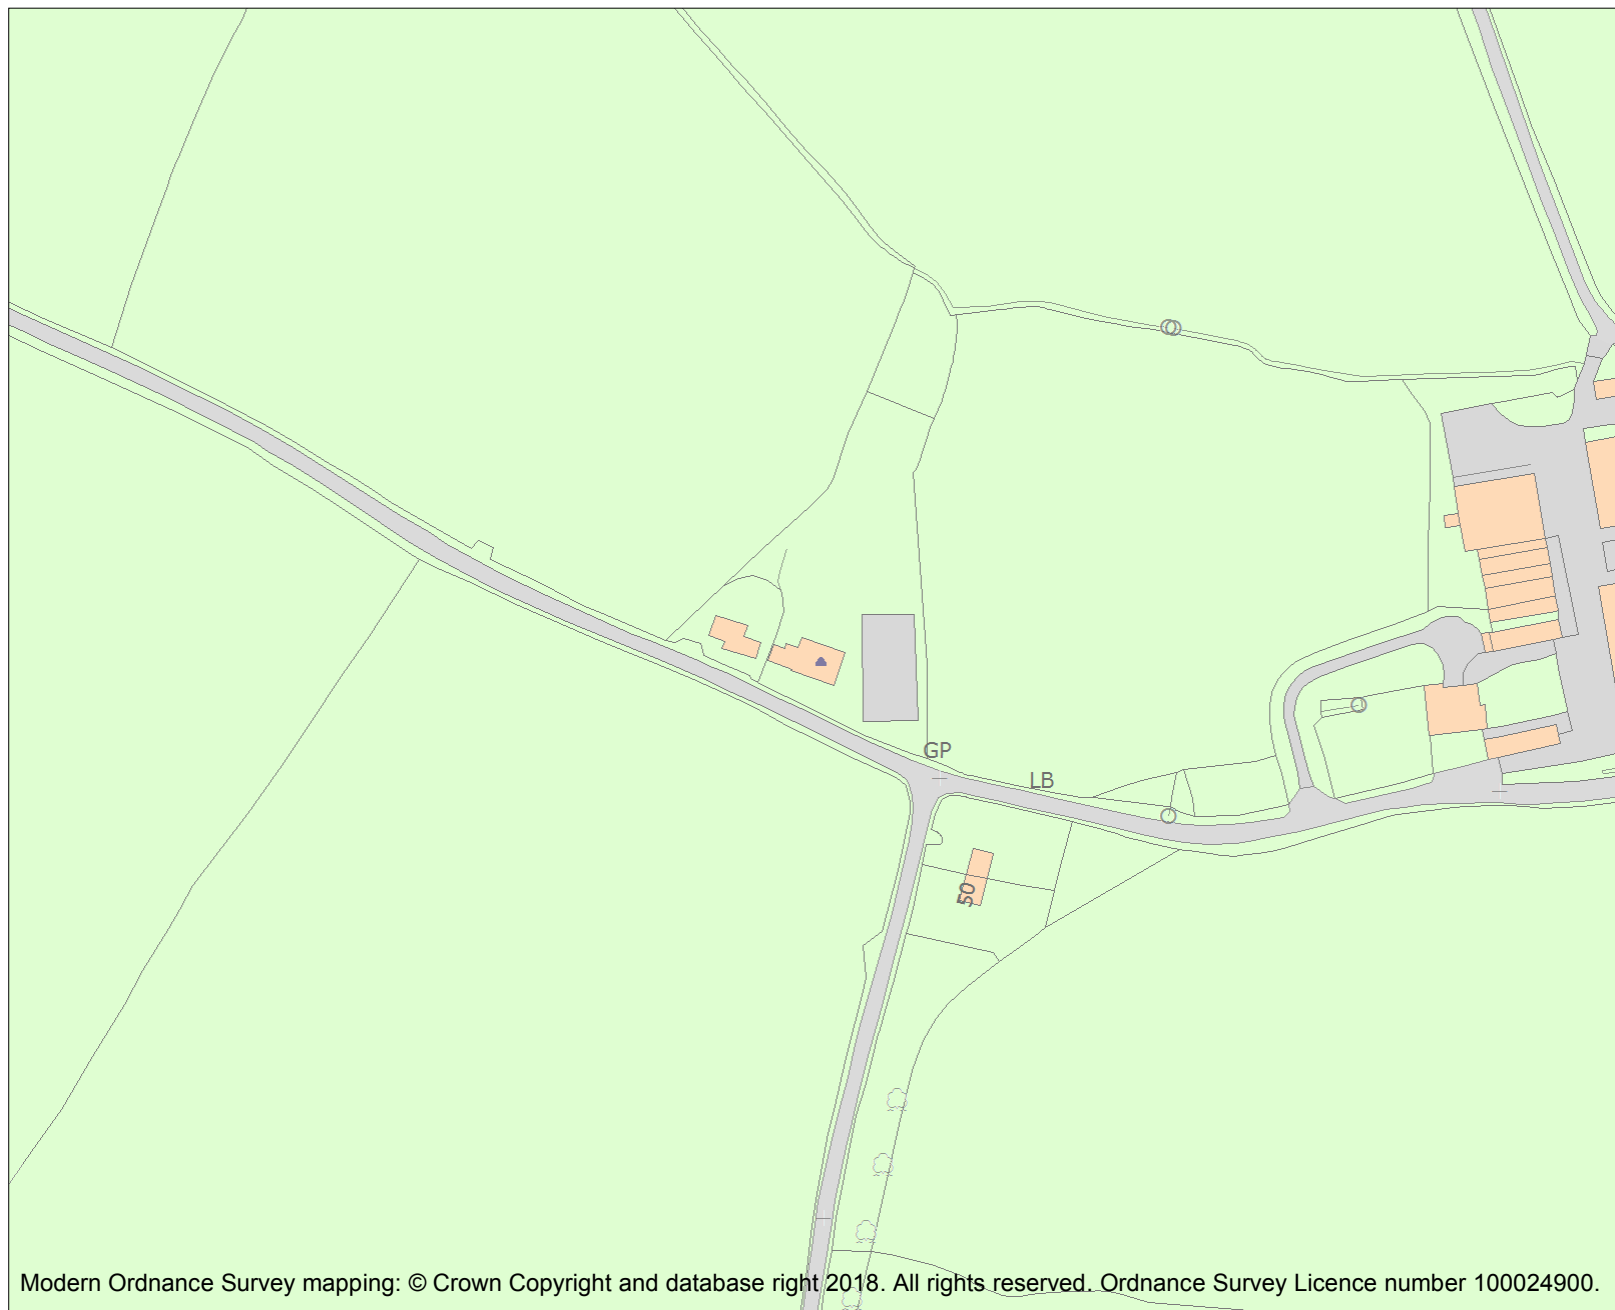 GP
LB
50
Modern Ordnance Survey mapping: © Crown Copyright and database right 2018. All rights reserved. Ordnance Survey Licence number 100024900.